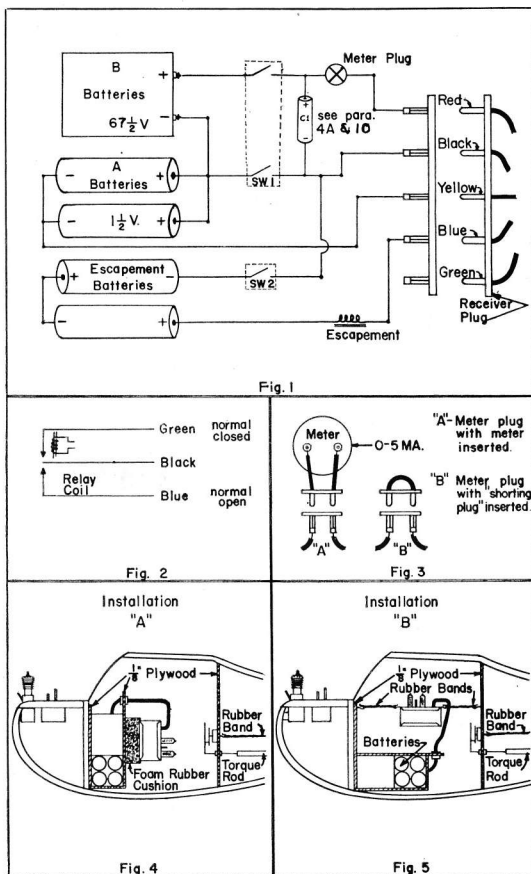 B
Batteries
67½ V
+
−
Meter Plug
C1
+
−
see para.
4A & 10
SW.1
− A +
Batteries
− 1½ V. +
+ Escapement −
Batteries
SW2
− +
Escapement
Red
Black
Yellow
Blue
Green
Receiver
Plug
Fig. 1
Green normal
closed
Black
Relay
Coil
Blue normal
open
Fig. 2
Meter
0-5 MA.
"A"
"B"
"A"- Meter plug
with meter
inserted.
"B" Meter plug
with "shorting
plug" inserted.
Fig. 3
Installation
"A"
⅛" Plywood
Rubber
Band
Foam Rubber
Cushion
Torque
Rod
Fig. 4
Installation
"B"
⅛" Plywood
Rubber Bands
Rubber
Band
Batteries
Torque
Rod
Fig. 5